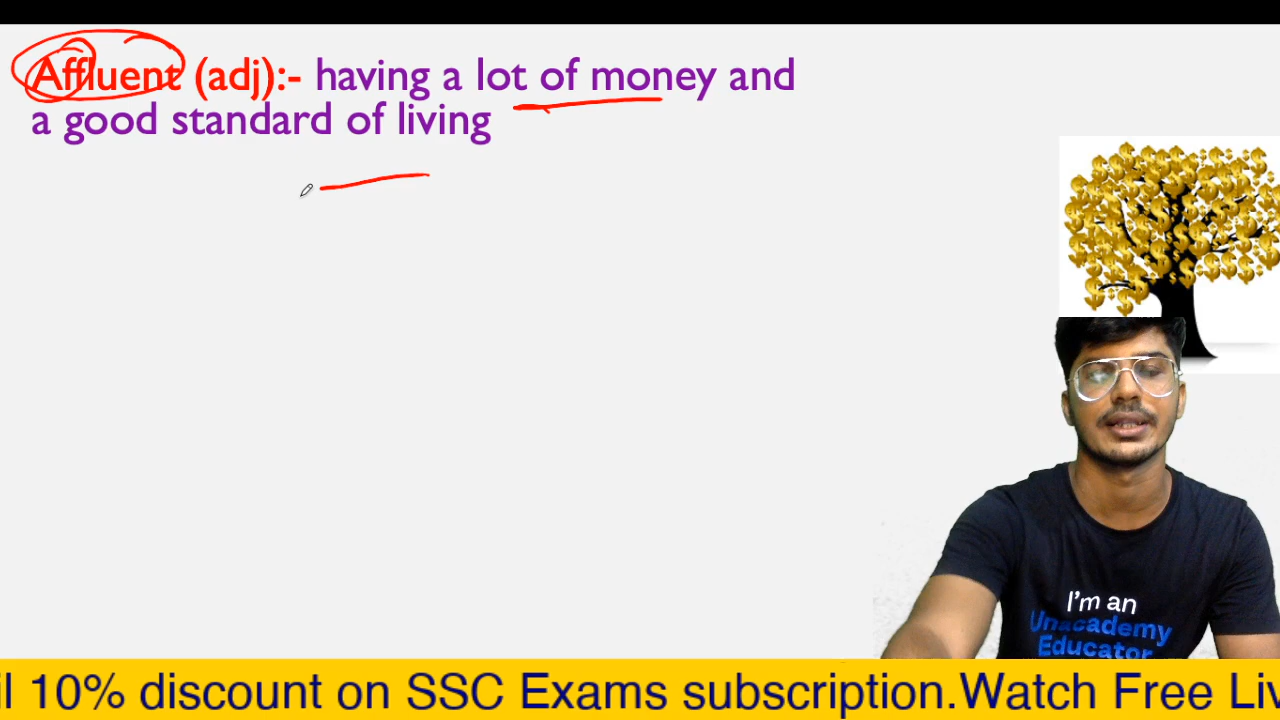 Affluent (adj):- having a lot of money and
a good standard of living
I'm an
Unacademy
Educator
10% discount on SSC Exams subscription.Watch Free